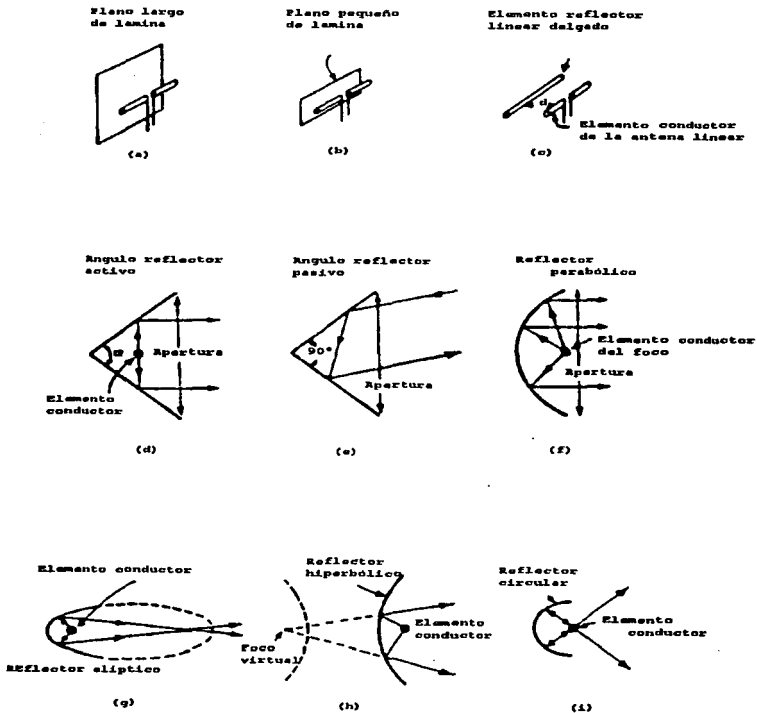 Plano largo
de lamina
Plano pequeño
de lamina
Elemento reflector
linear delgado
d
Elemento conductor
de la antena linear
(a)
(b)
(c)
Angulo reflector
activo
Angulo reflector
pasivo
Reflector
parabólico
α
Apertura
Elemento
conductor
90°
Apertura
Elemento conductor
del foco
Apertura
(d)
(e)
(f)
Elemento conductor
REflector elíptico
Reflector
hiperbólico
Foco
virtual
Elemento
conductor
Reflector
circular
Elemento
conductor
(g)
(h)
(i)